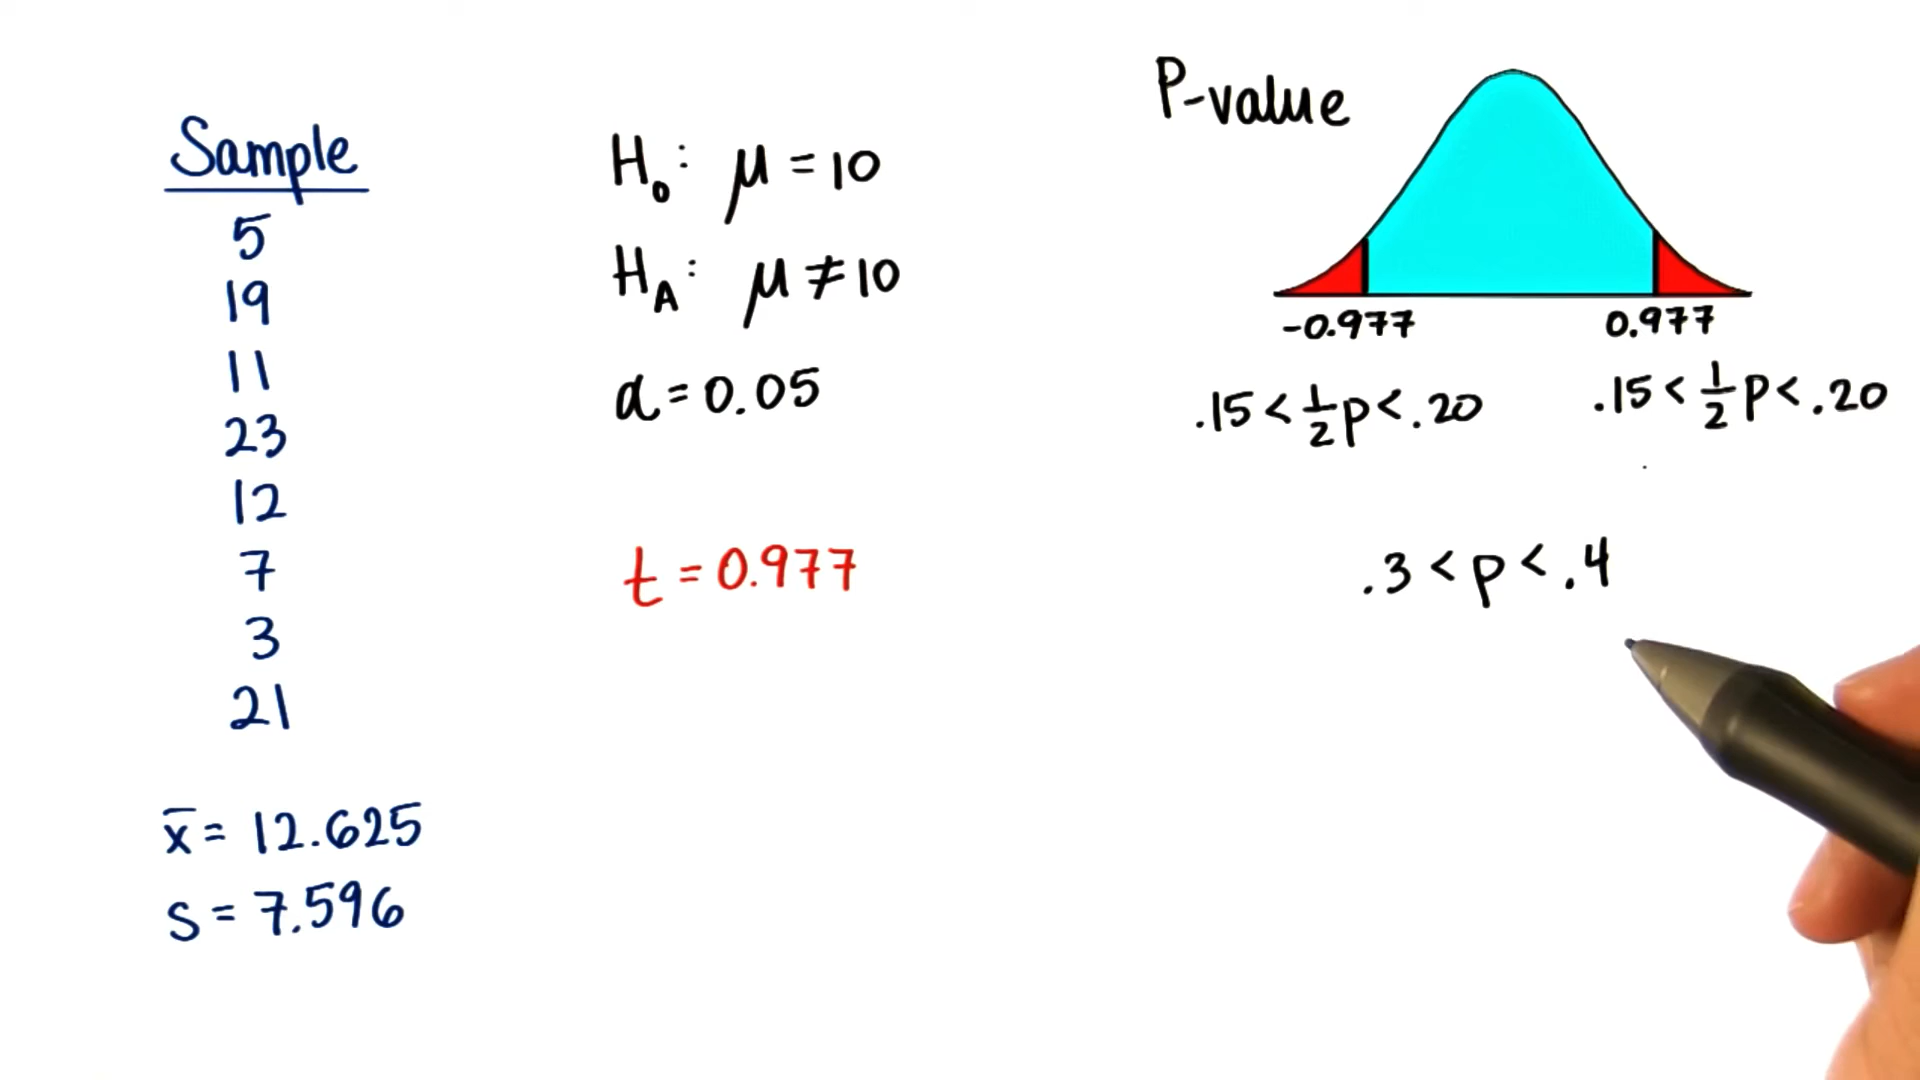 Sample
5
19
11
23
12
7
3
21
x̄ = 12.625
s = 7.596
H₀: μ = 10
H_A: μ ≠ 10
α = 0.05
t = 0.977
P-value
-0.977 0.977
.15 < ½p < .20 .15 < ½p < .20
.3 < p < .4